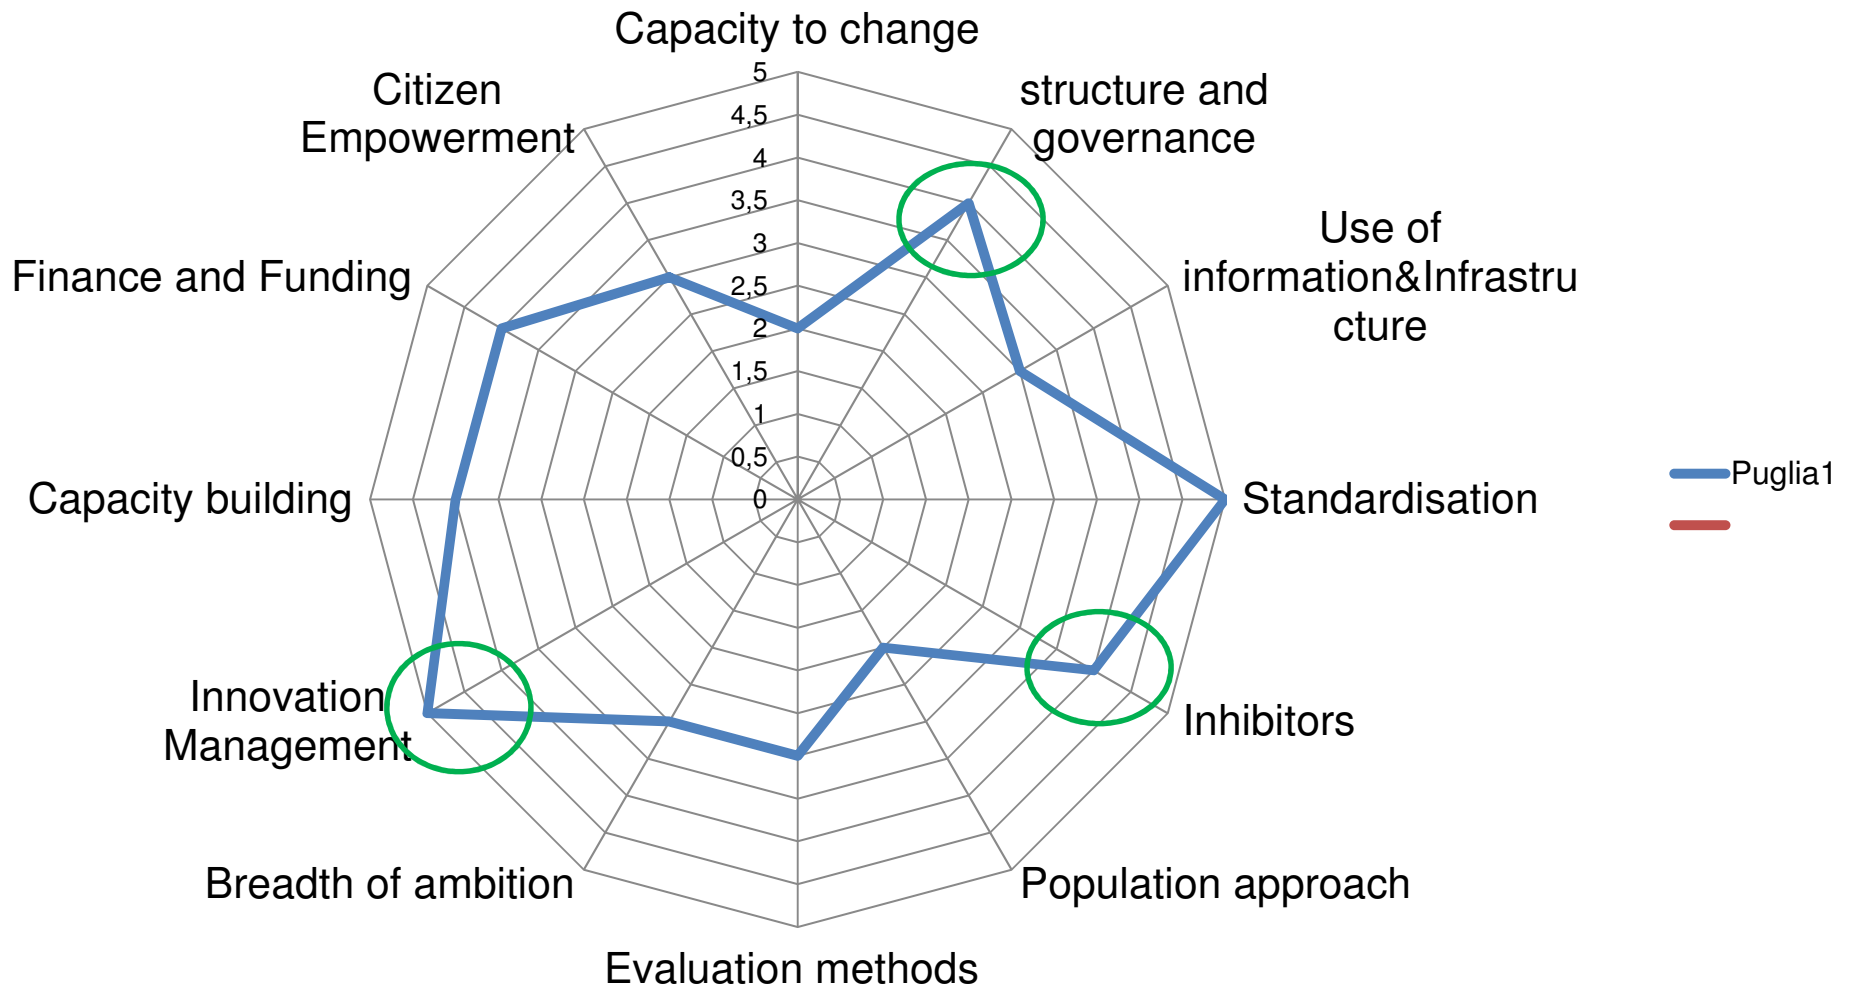 Capacity to change
structure and
governance
Use of
information&Infrastru
cture
Standardisation
Inhibitors
Population approach
Evaluation methods
Breadth of ambition
Innovation
Management
Capacity building
Finance and Funding
Citizen
Empowerment
5
4,5
4
3,5
3
2,5
2
1,5
1
0,5
0
Puglia1